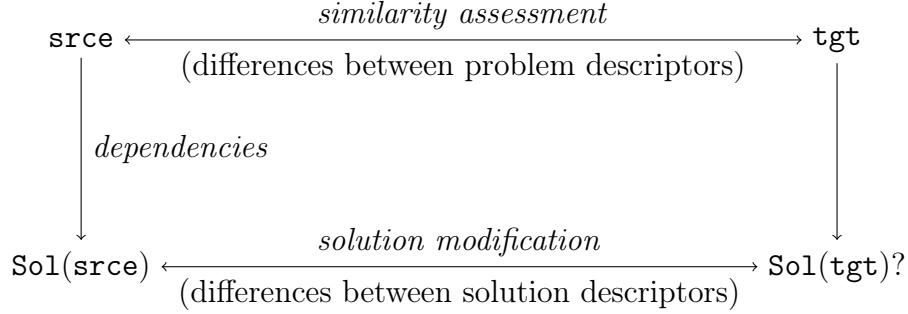 similarity assessment
srce
tgt
(differences between problem descriptors)
dependencies
solution modification
Sol(srce)
Sol(tgt)?
(differences between solution descriptors)